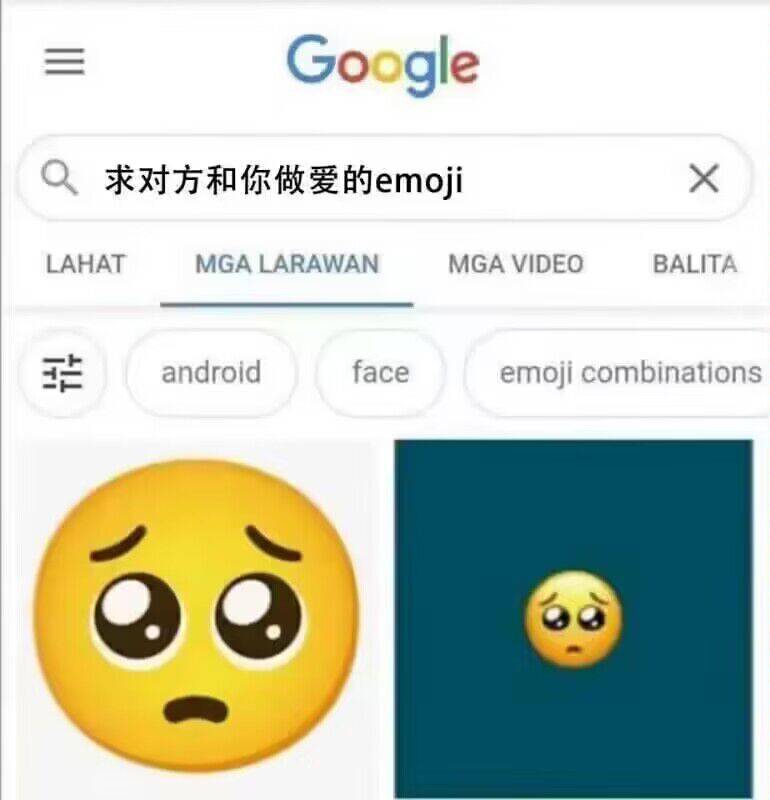 Google
求对方和你做爱的emoji
LAHAT MGA LARAWAN MGA VIDEO BALITA
android face emoji combinations